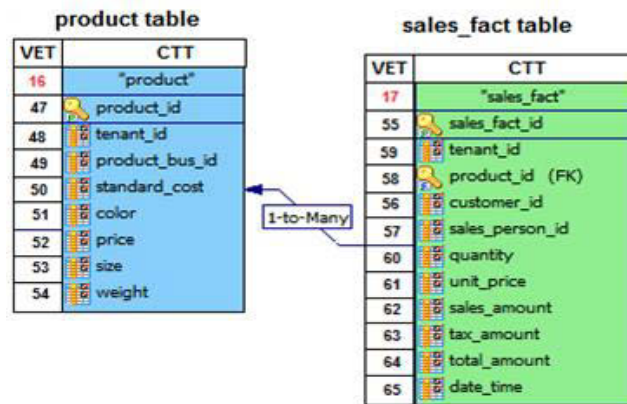 product table
VET CTT
16 "product"
47 product_id
48 tenant_id
49 product_bus_id
50 standard_cost
51 color
52 price
53 size
54 weight
1-to-Many
sales_fact table
VET CTT
17 "sales_fact"
55 sales_fact_id
59 tenant_id
58 product_id (FK)
56 customer_id
57 sales_person_id
60 quantity
61 unit_price
62 sales_amount
63 tax_amount
64 total_amount
65 date_time